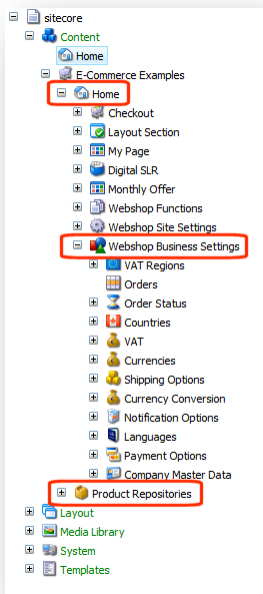 sitecore
Content
Home
E-Commerce Examples
Home
Checkout
Layout Section
My Page
Digital SLR
Monthly Offer
Webshop Functions
Webshop Site Settings
Webshop Business Settings
VAT Regions
Orders
Order Status
Countries
VAT
Currencies
Shipping Options
Currency Conversion
Notification Options
Languages
Payment Options
Company Master Data
Product Repositories
Layout
Media Library
System
Templates